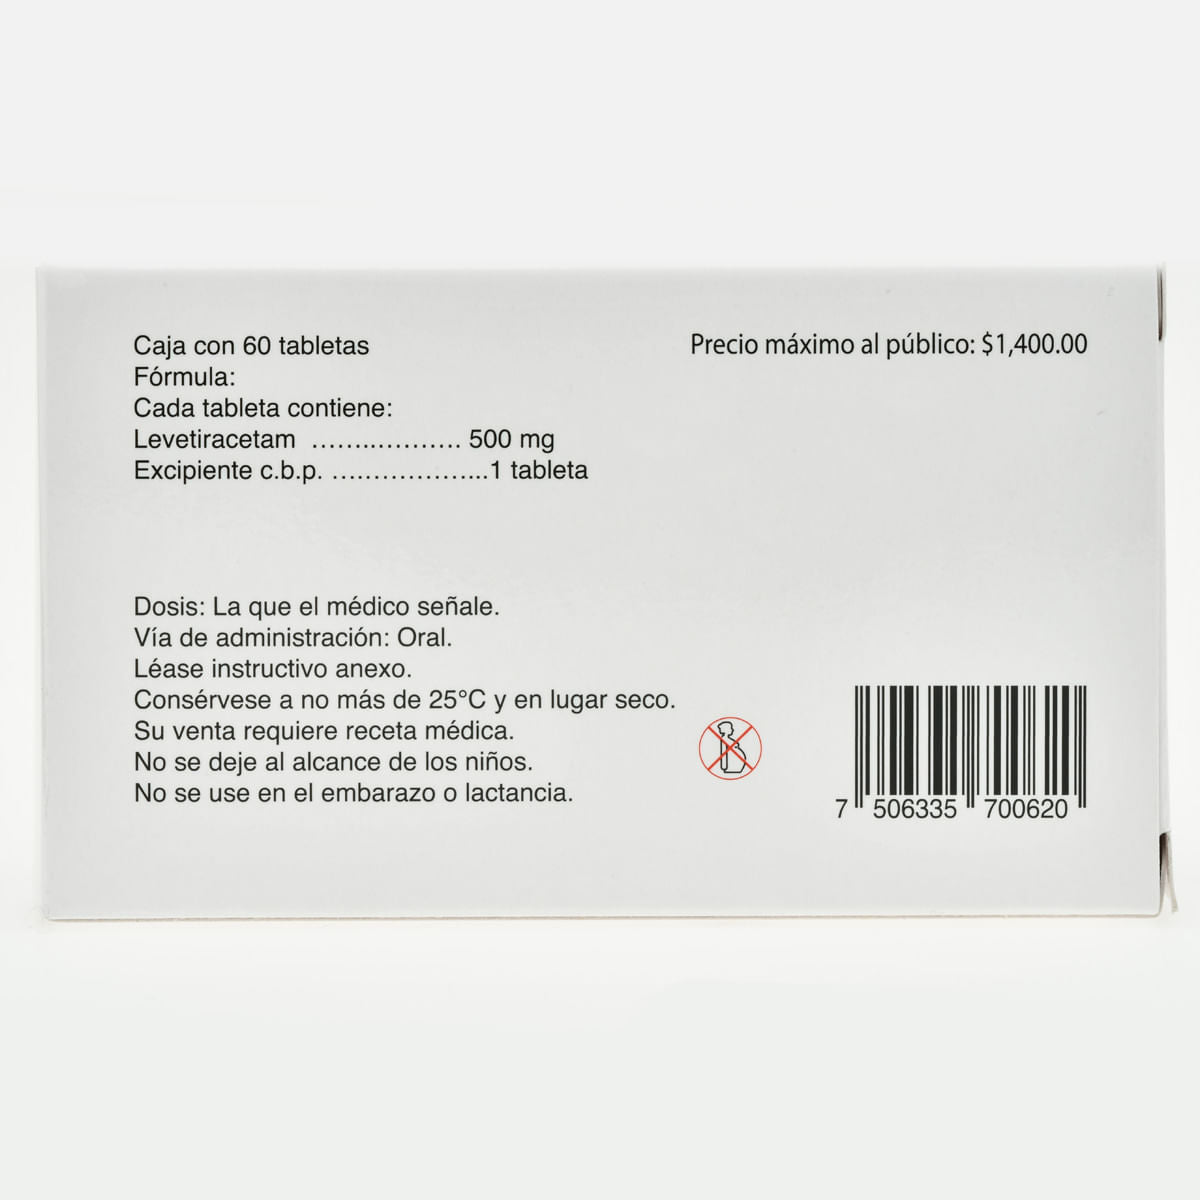 Caja con 60 tabletas
Precio máximo al público: $1,400.00
Fórmula:
Cada tableta contiene:
Levetiracetam .................. 500 mg
Excipiente c.b.p. ...................1 tableta
Dosis: La que el médico señale.
Vía de administración: Oral.
Léase instructivo anexo.
Consérvese a no más de 25°C y en lugar seco.
Su venta requiere receta médica.
No se deje al alcance de los niños.
No se use en el embarazo o lactancia.
7 506335 700620